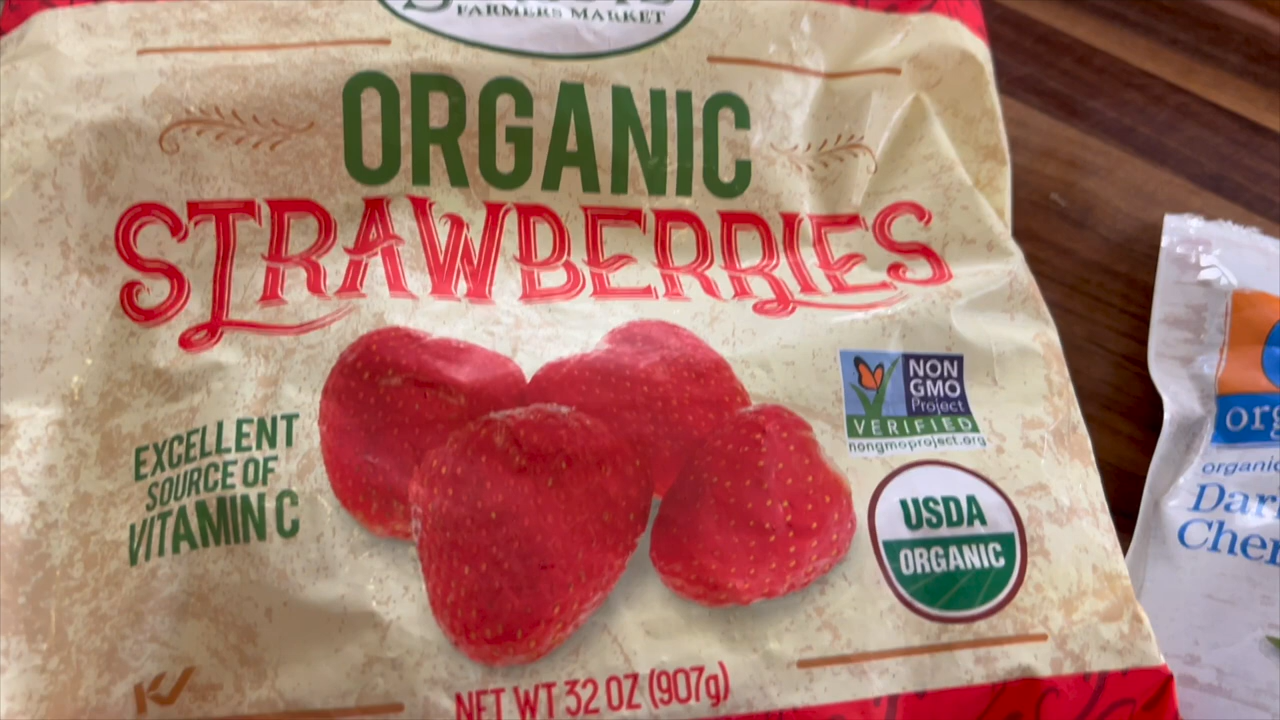 FARMERS MARKET
ORGANIC
STRAWBERRIES
EXCELLENT
SOURCE OF
VITAMIN C
NON
GMO
Project
VERIFIED
nongmoproject.org
USDA
ORGANIC
NET WT 32 OZ (907g)
org
organic
Dar
Cher